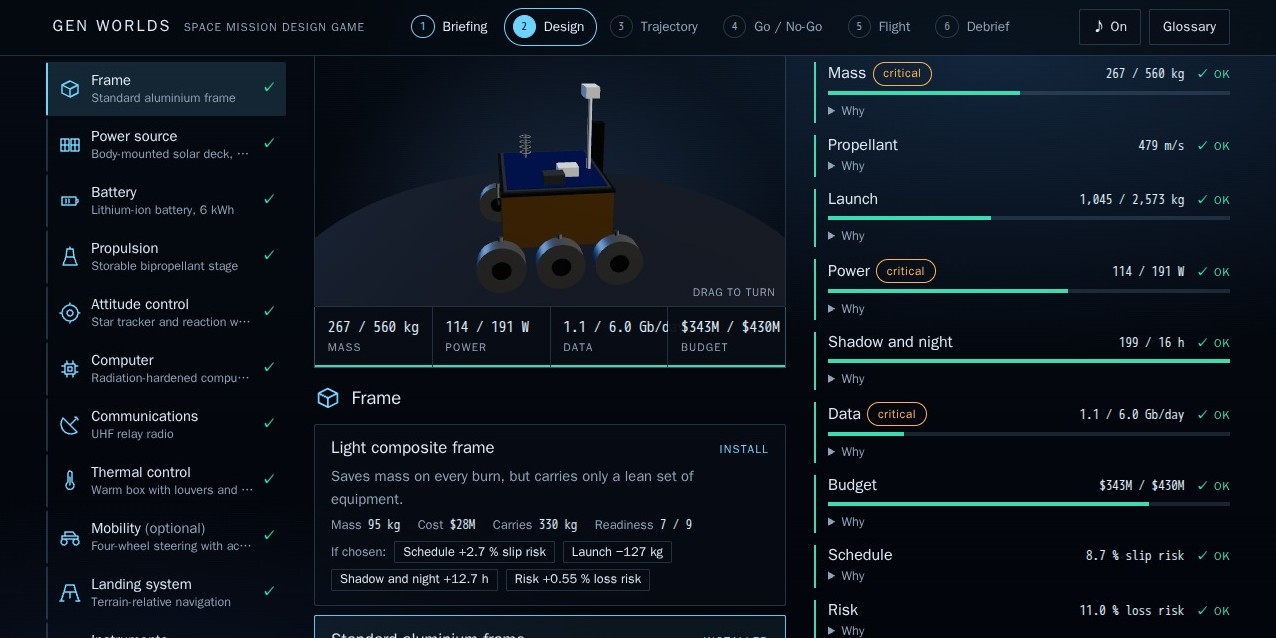 GEN WORLDS SPACE MISSION DESIGN GAME
1 Briefing
2 Design
3 Trajectory
4 Go / No-Go
5 Flight
6 Debrief
♪ On
Glossary
Frame
Standard aluminium frame
Power source
Body-mounted solar deck, ···
Battery
Lithium-ion battery, 6 kWh
Propulsion
Storable bipropellant stage
Attitude control
Star tracker and reaction w···
Computer
Radiation-hardened compu···
Communications
UHF relay radio
Thermal control
Warm box with louvers and ···
Mobility (optional)
Four-wheel steering with ac···
Landing system
Terrain-relative navigation
DRAG TO TURN
267 / 560 kg
MASS
114 / 191 W
POWER
1.1 / 6.0 Gb/d
DATA
$343M / $430M
BUDGET
Frame
Light composite frame INSTALL
Saves mass on every burn, but carries only a lean set of
equipment.
Mass 95 kg Cost $28M Carries 330 kg Readiness 7 / 9
If chosen: Schedule +2.7 % slip risk Launch −127 kg
Shadow and night +12.7 h Risk +0.55 % loss risk
Standard aluminium frame INSTALLED
Mass critical 267 / 560 kg ✓ OK
▶ Why
Propellant 479 m/s ✓ OK
▶ Why
Launch 1,045 / 2,573 kg ✓ OK
▶ Why
Power critical 114 / 191 W ✓ OK
▶ Why
Shadow and night 199 / 16 h ✓ OK
▶ Why
Data critical 1.1 / 6.0 Gb/day ✓ OK
▶ Why
Budget $343M / $430M ✓ OK
▶ Why
Schedule 8.7 % slip risk ✓ OK
▶ Why
Risk 11.0 % loss risk ✓ OK
▶ Why